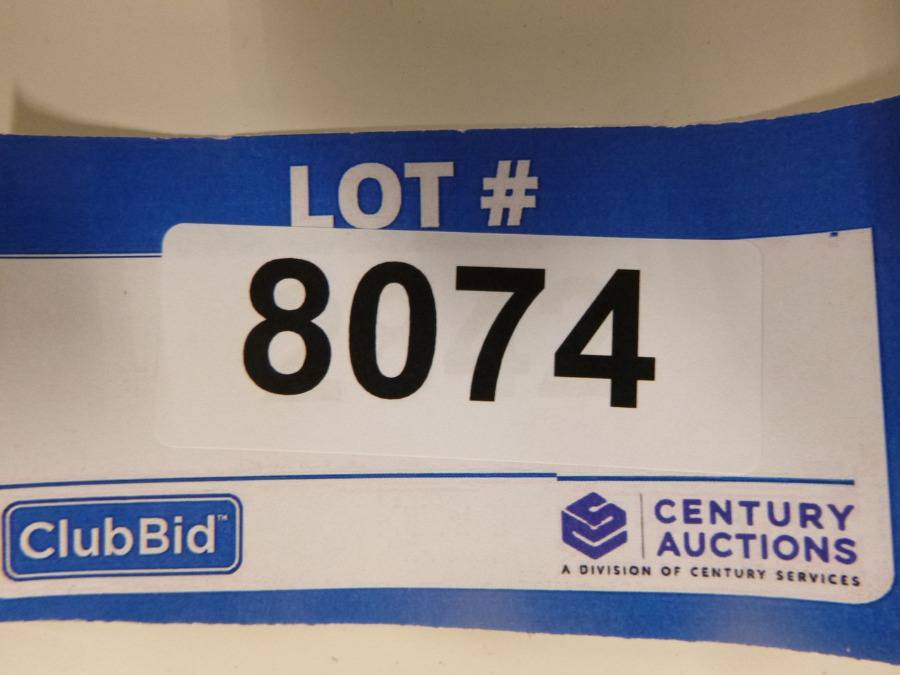 LOT #
8074
ClubBid™
CENTURY
AUCTIONS
A DIVISION OF CENTURY SERVICES